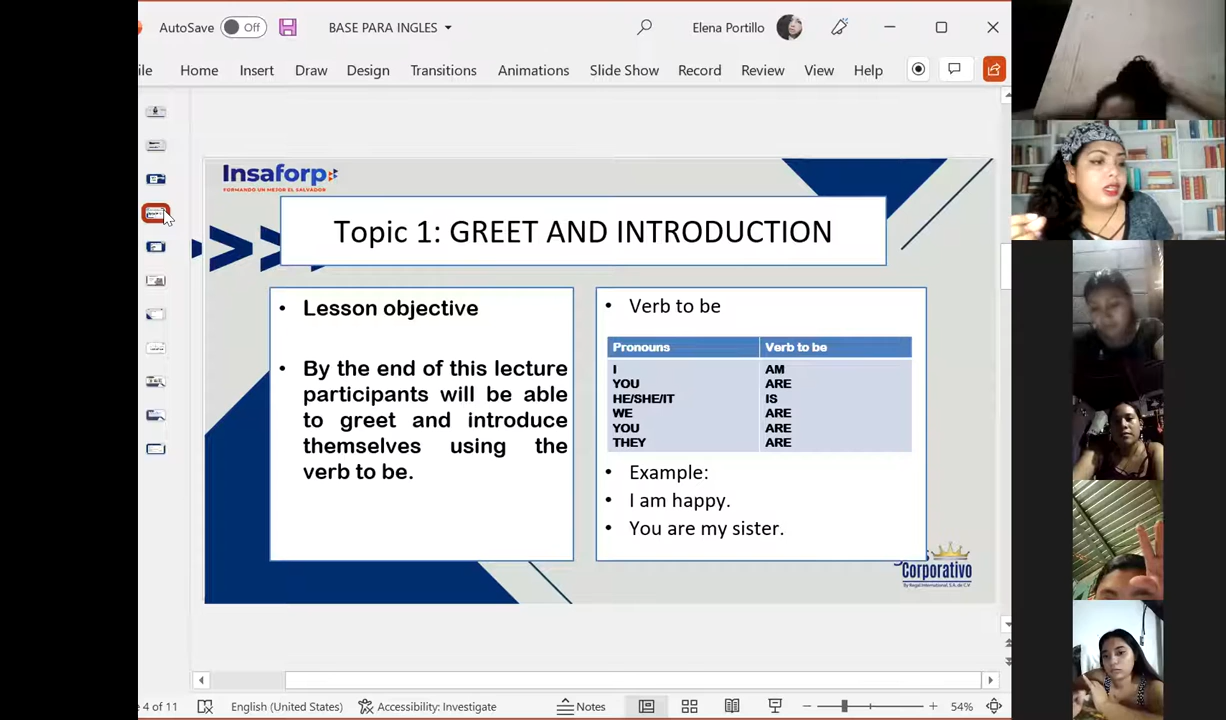 AutoSave Off BASE PARA INGLES Elena Portillo
ile Home Insert Draw Design Transitions Animations Slide Show Record Review View Help
Insaforp
FORMANDO UN MEJOR EL SALVADOR
Topic 1: GREET AND INTRODUCTION
• Lesson objective
• By the end of this lecture
participants will be able
to greet and introduce
themselves using the
verb to be.
• Verb to be
Pronouns Verb to be
I AM
YOU ARE
HE/SHE/IT IS
WE ARE
YOU ARE
THEY ARE
• Example:
• I am happy.
• You are my sister.
Corporativo
By Regal International, S.A. de C.V.
4 of 11 English (United States) Accessibility: Investigate Notes 54%